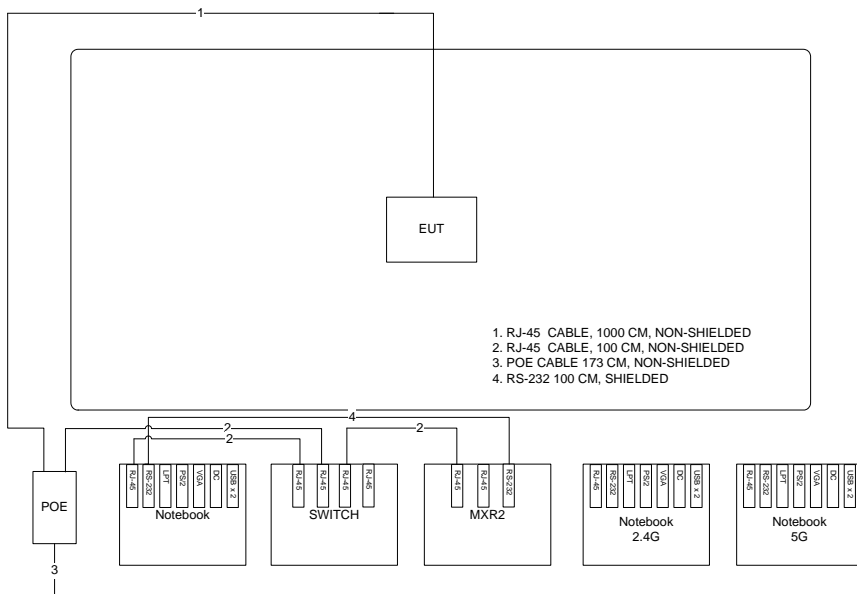 1
EUT
1. RJ-45 CABLE, 1000 CM, NON-SHIELDED
2. RJ-45 CABLE, 100 CM, NON-SHIELDED
3. POE CABLE 173 CM, NON-SHIELDED
4. RS-232 100 CM, SHIELDED
4
2
2
2
POE
3
RJ-45
RS-232
LPT
PS/2
VGA
DC
USB x 2
Notebook
RJ-45
RJ-45
RJ-45
RJ-45
SWITCH
RJ-45
RJ-45
RS-232
MXR2
RJ-45
RS-232
LPT
PS/2
VGA
DC
USB x 2
Notebook
2.4G
RJ-45
RS-232
LPT
PS/2
VGA
DC
USB x 2
Notebook
5G